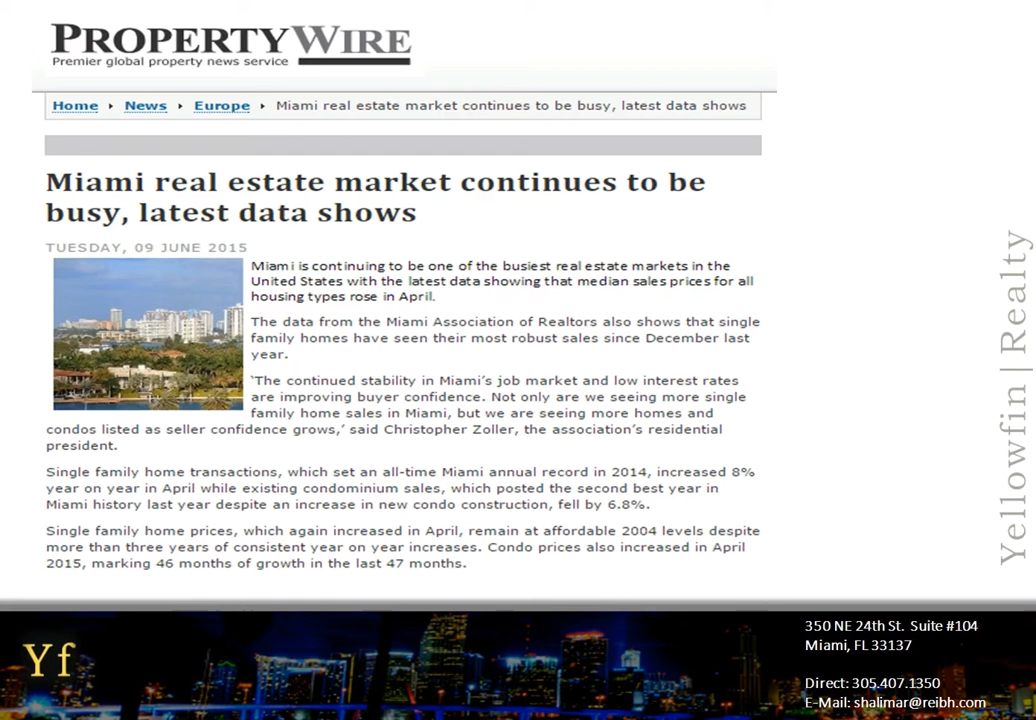 PROPERTYWIRE
Premier global property news service
Home ▸ News ▸ Europe ▸ Miami real estate market continues to be busy, latest data shows
Miami real estate market continues to be
busy, latest data shows
TUESDAY, 09 JUNE 2015
Miami is continuing to be one of the busiest real estate markets in the
United States with the latest data showing that median sales prices for all
housing types rose in April.
The data from the Miami Association of Realtors also shows that single
family homes have seen their most robust sales since December last
year.
‘The continued stability in Miami’s job market and low interest rates
are improving buyer confidence. Not only are we seeing more single
family home sales in Miami, but we are seeing more homes and
condos listed as seller confidence grows,’ said Christopher Zoller, the association’s residential
president.
Single family home transactions, which set an all-time Miami annual record in 2014, increased 8%
year on year in April while existing condominium sales, which posted the second best year in
Miami history last year despite an increase in new condo construction, fell by 6.8%.
Single family home prices, which again increased in April, remain at affordable 2004 levels despite
more than three years of consistent year on year increases. Condo prices also increased in April
2015, marking 46 months of growth in the last 47 months.
Yellowfin | Realty
Yf
350 NE 24th St. Suite #104
Miami, FL 33137
Direct: 305.407.1350
E-Mail: shalimar@reibh.com